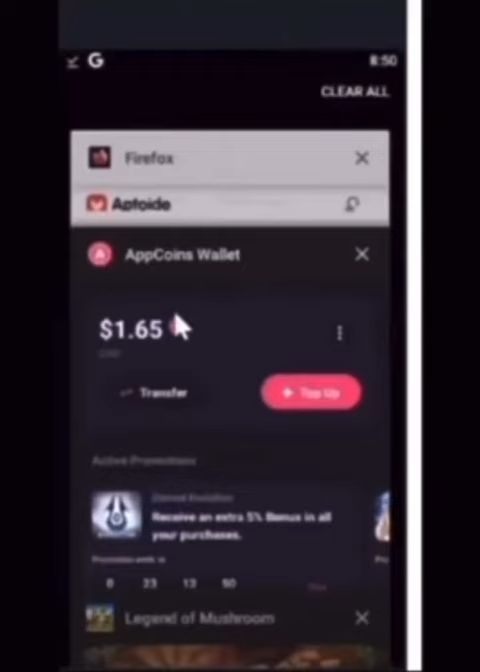 G 8:50
CLEAR ALL
Firefox
Aptoide
A AppCoins Wallet
$1.65
Transfer
Top Up
Active Promotions
Receive an extra 5% Bonus in all
your purchases.
0 23 13 50
Legend of Mushroom